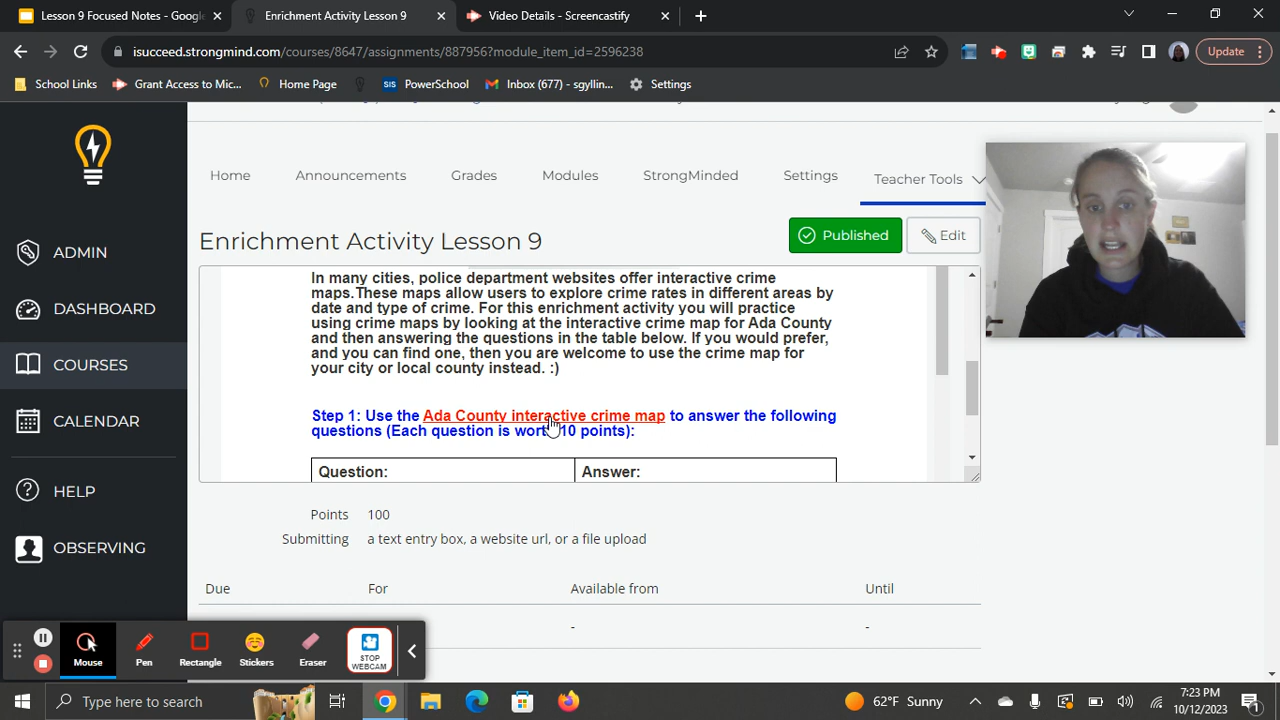 Lesson 9 Focused Notes - Google
Enrichment Activity Lesson 9
Video Details - Screencastify
isucceed.strongmind.com/courses/8647/assignments/887956?module_item_id=2596238
Update
School Links
Grant Access to Mic...
Home Page
SIS
PowerSchool
Inbox (677) - sgyllin...
Settings
Home
Announcements
Grades
Modules
StrongMinded
Settings
Teacher Tools
ADMIN
DASHBOARD
COURSES
CALENDAR
HELP
OBSERVING
Enrichment Activity Lesson 9
Published
Edit
In many cities, police department websites offer interactive crime
maps.These maps allow users to explore crime rates in different areas by
date and type of crime. For this enrichment activity you will practice
using crime maps by looking at the interactive crime map for Ada County
and then answering the questions in the table below. If you would prefer,
and you can find one, then you are welcome to use the crime map for
your city or local county instead. :)
Step 1: Use the Ada County interactive crime map to answer the following
questions (Each question is worth 10 points):
Question:
Answer:
Points 100
Submitting a text entry box, a website url, or a file upload
Due For Available from Until
- -
Mouse
Pen
Rectangle
Stickers
Eraser
STOP
WEBCAM
Type here to search
62°F Sunny
7:23 PM
10/12/2023
1